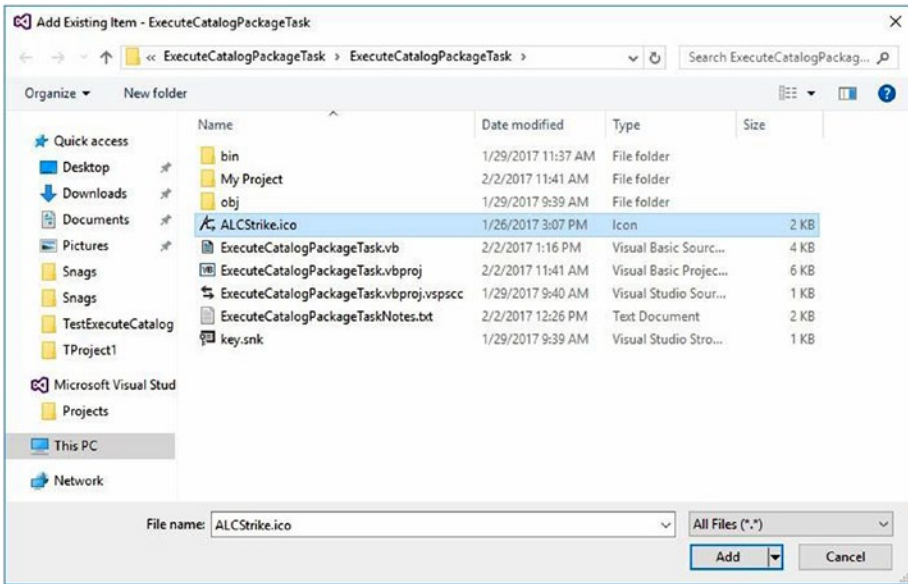 Add Existing Item - ExecuteCatalogPackageTask
« ExecuteCatalogPackageTask > ExecuteCatalogPackageTask >
Search ExecuteCatalogPackag...
Organize
New folder
Name
Date modified
Type
Size
Quick access
Desktop
Downloads
Documents
Pictures
Snags
Snags
TestExecuteCatalog
TProject1
Microsoft Visual Stud
Projects
This PC
Network
bin 1/29/2017 11:37 AM File folder
My Project 2/2/2017 11:41 AM File folder
obj 1/29/2017 9:39 AM File folder
ALCStrike.ico 1/26/2017 3:07 PM Icon 2 KB
ExecuteCatalogPackageTask.vb 2/2/2017 1:16 PM Visual Basic Sourc... 4 KB
ExecuteCatalogPackageTask.vbproj 2/2/2017 11:41 AM Visual Basic Projec... 6 KB
ExecuteCatalogPackageTask.vbproj.vspscc 1/29/2017 9:40 AM Visual Studio Sour... 1 KB
ExecuteCatalogPackageTaskNotes.txt 2/2/2017 12:26 PM Text Document 2 KB
key.snk 1/29/2017 9:39 AM Visual Studio Stro... 1 KB
File name: ALCStrike.ico
All Files (*.*)
Add
Cancel